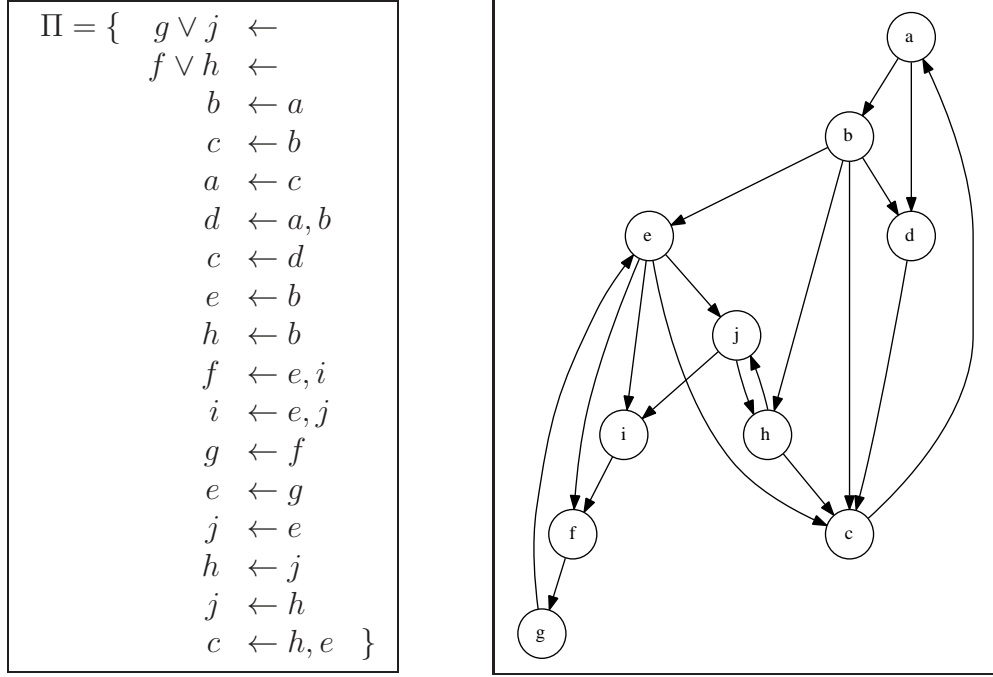 Π = { g ∨ j ←
f ∨ h ←
b ← a
c ← b
a ← c
d ← a, b
c ← d
e ← b
h ← b
f ← e, i
i ← e, j
g ← f
e ← g
j ← e
h ← j
j ← h
c ← h, e }
a
b
e
d
j
i
h
f
c
g